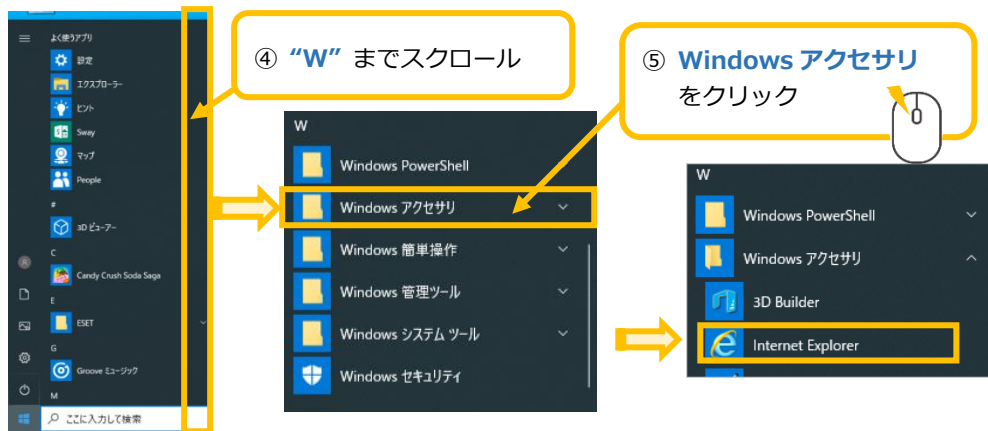 よく使うアプリ
設定
エクスプローラー
ヒント
Sway
マップ
People
#
3D ビューアー
C
Candy Crush Soda Saga
E
ESET
G
Groove ミュージック
M
ここに入力して検索
④ “W” までスクロール
W
Windows PowerShell
Windows アクセサリ
Windows 簡単操作
Windows 管理ツール
Windows システム ツール
Windows セキュリティ
⑤ Windows アクセサリ
をクリック
W
Windows PowerShell
Windows アクセサリ
3D Builder
Internet Explorer